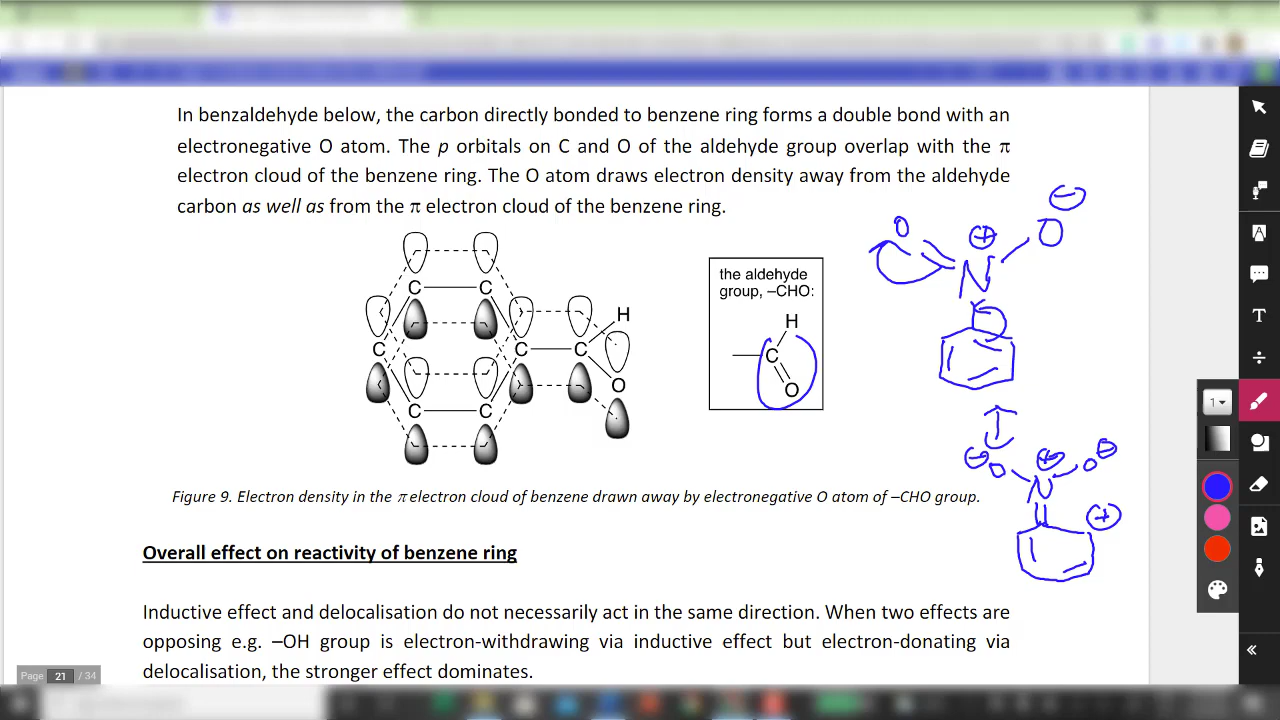 In benzaldehyde below, the carbon directly bonded to benzene ring forms a double bond with an
electronegative O atom. The p orbitals on C and O of the aldehyde group overlap with the π
electron cloud of the benzene ring. The O atom draws electron density away from the aldehyde
carbon as well as from the π electron cloud of the benzene ring.
C C
H
C C C
O
C C
the aldehyde
group, –CHO:
H
C
O
O ⊕ O ⊖
N
⊖ O ⊕ O ⊖
N
⊕
Figure 9. Electron density in the π electron cloud of benzene drawn away by electronegative O atom of –CHO group.
Overall effect on reactivity of benzene ring
Inductive effect and delocalisation do not necessarily act in the same direction. When two effects are
opposing e.g. –OH group is electron-withdrawing via inductive effect but electron-donating via
delocalisation, the stronger effect dominates.
Page 21 / 34
T
1